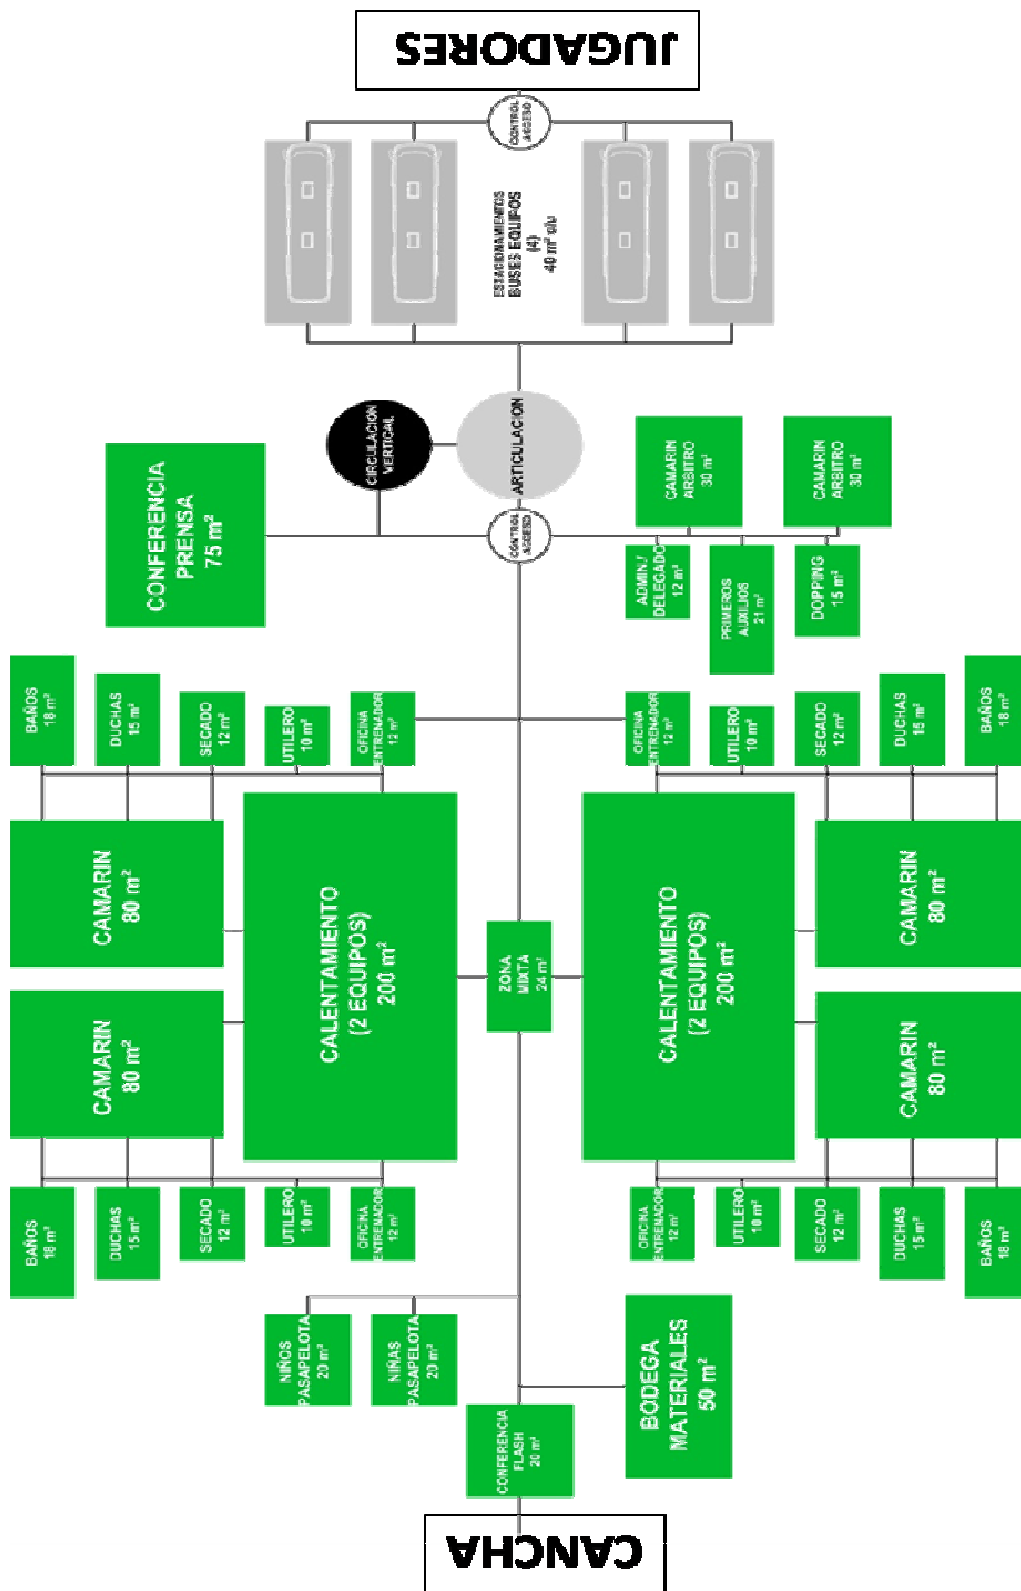 JUGADORES
CONTROL
ACCESO
ESTACIONAMIENTOS
BUSES EQUIPOS
(4)
40 m² c/u
CIRCULACION
VERTICAL
ARTICULACION
CONTROL
ACCESO
CONFERENCIA
PRENSA
75 m²
CAMARIN
ARBITRO
30 m²
CAMARIN
ARBITRO
30 m²
ADMIN./
DELEGADO
12 m²
PRIMEROS
AUXILIOS
21 m²
DOPPING
15 m²
BAÑOS
18 m²
DUCHAS
15 m²
SECADO
12 m²
UTILERO
10 m²
OFICINA
ENTRENADOR
12 m²
OFICINA
ENTRENADOR
12 m²
UTILERO
10 m²
SECADO
12 m²
DUCHAS
15 m²
BAÑOS
18 m²
CAMARIN
80 m²
CALENTAMIENTO
(2 EQUIPOS)
200 m²
CALENTAMIENTO
(2 EQUIPOS)
200 m²
CAMARIN
80 m²
ZONA
MIXTA
24 m²
CAMARIN
80 m²
CAMARIN
80 m²
BAÑOS
18 m²
DUCHAS
15 m²
SECADO
12 m²
UTILERO
10 m²
OFICINA
ENTRENADOR
12 m²
OFICINA
ENTRENADOR
12 m²
UTILERO
10 m²
SECADO
12 m²
DUCHAS
15 m²
BAÑOS
18 m²
NIÑOS
PASAPELOTA
20 m²
NIÑAS
PASAPELOTA
20 m²
BODEGA
MATERIALES
50 m²
CONFERENCIA
FLASH
20 m²
CANCHA